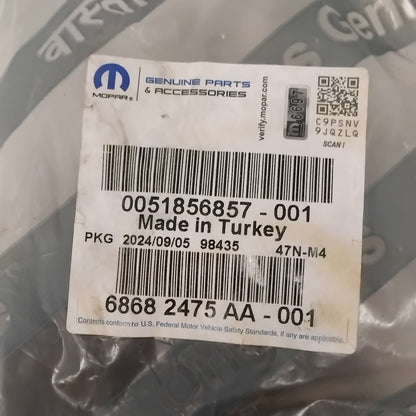 वास्त
Genu
MOPAR®
GENUINE PARTS
& ACCESSORIES
verify.mopar.com
m6697
C9PSNV
9JQZLQ
SCAN!
0051856857 - 001
Made in Turkey
PKG 2024/09/05 98435 47N-M4
6868 2475 AA - 001
Contents conform to U.S. Federal Motor Vehicle Safety Standards, if any are applicable.